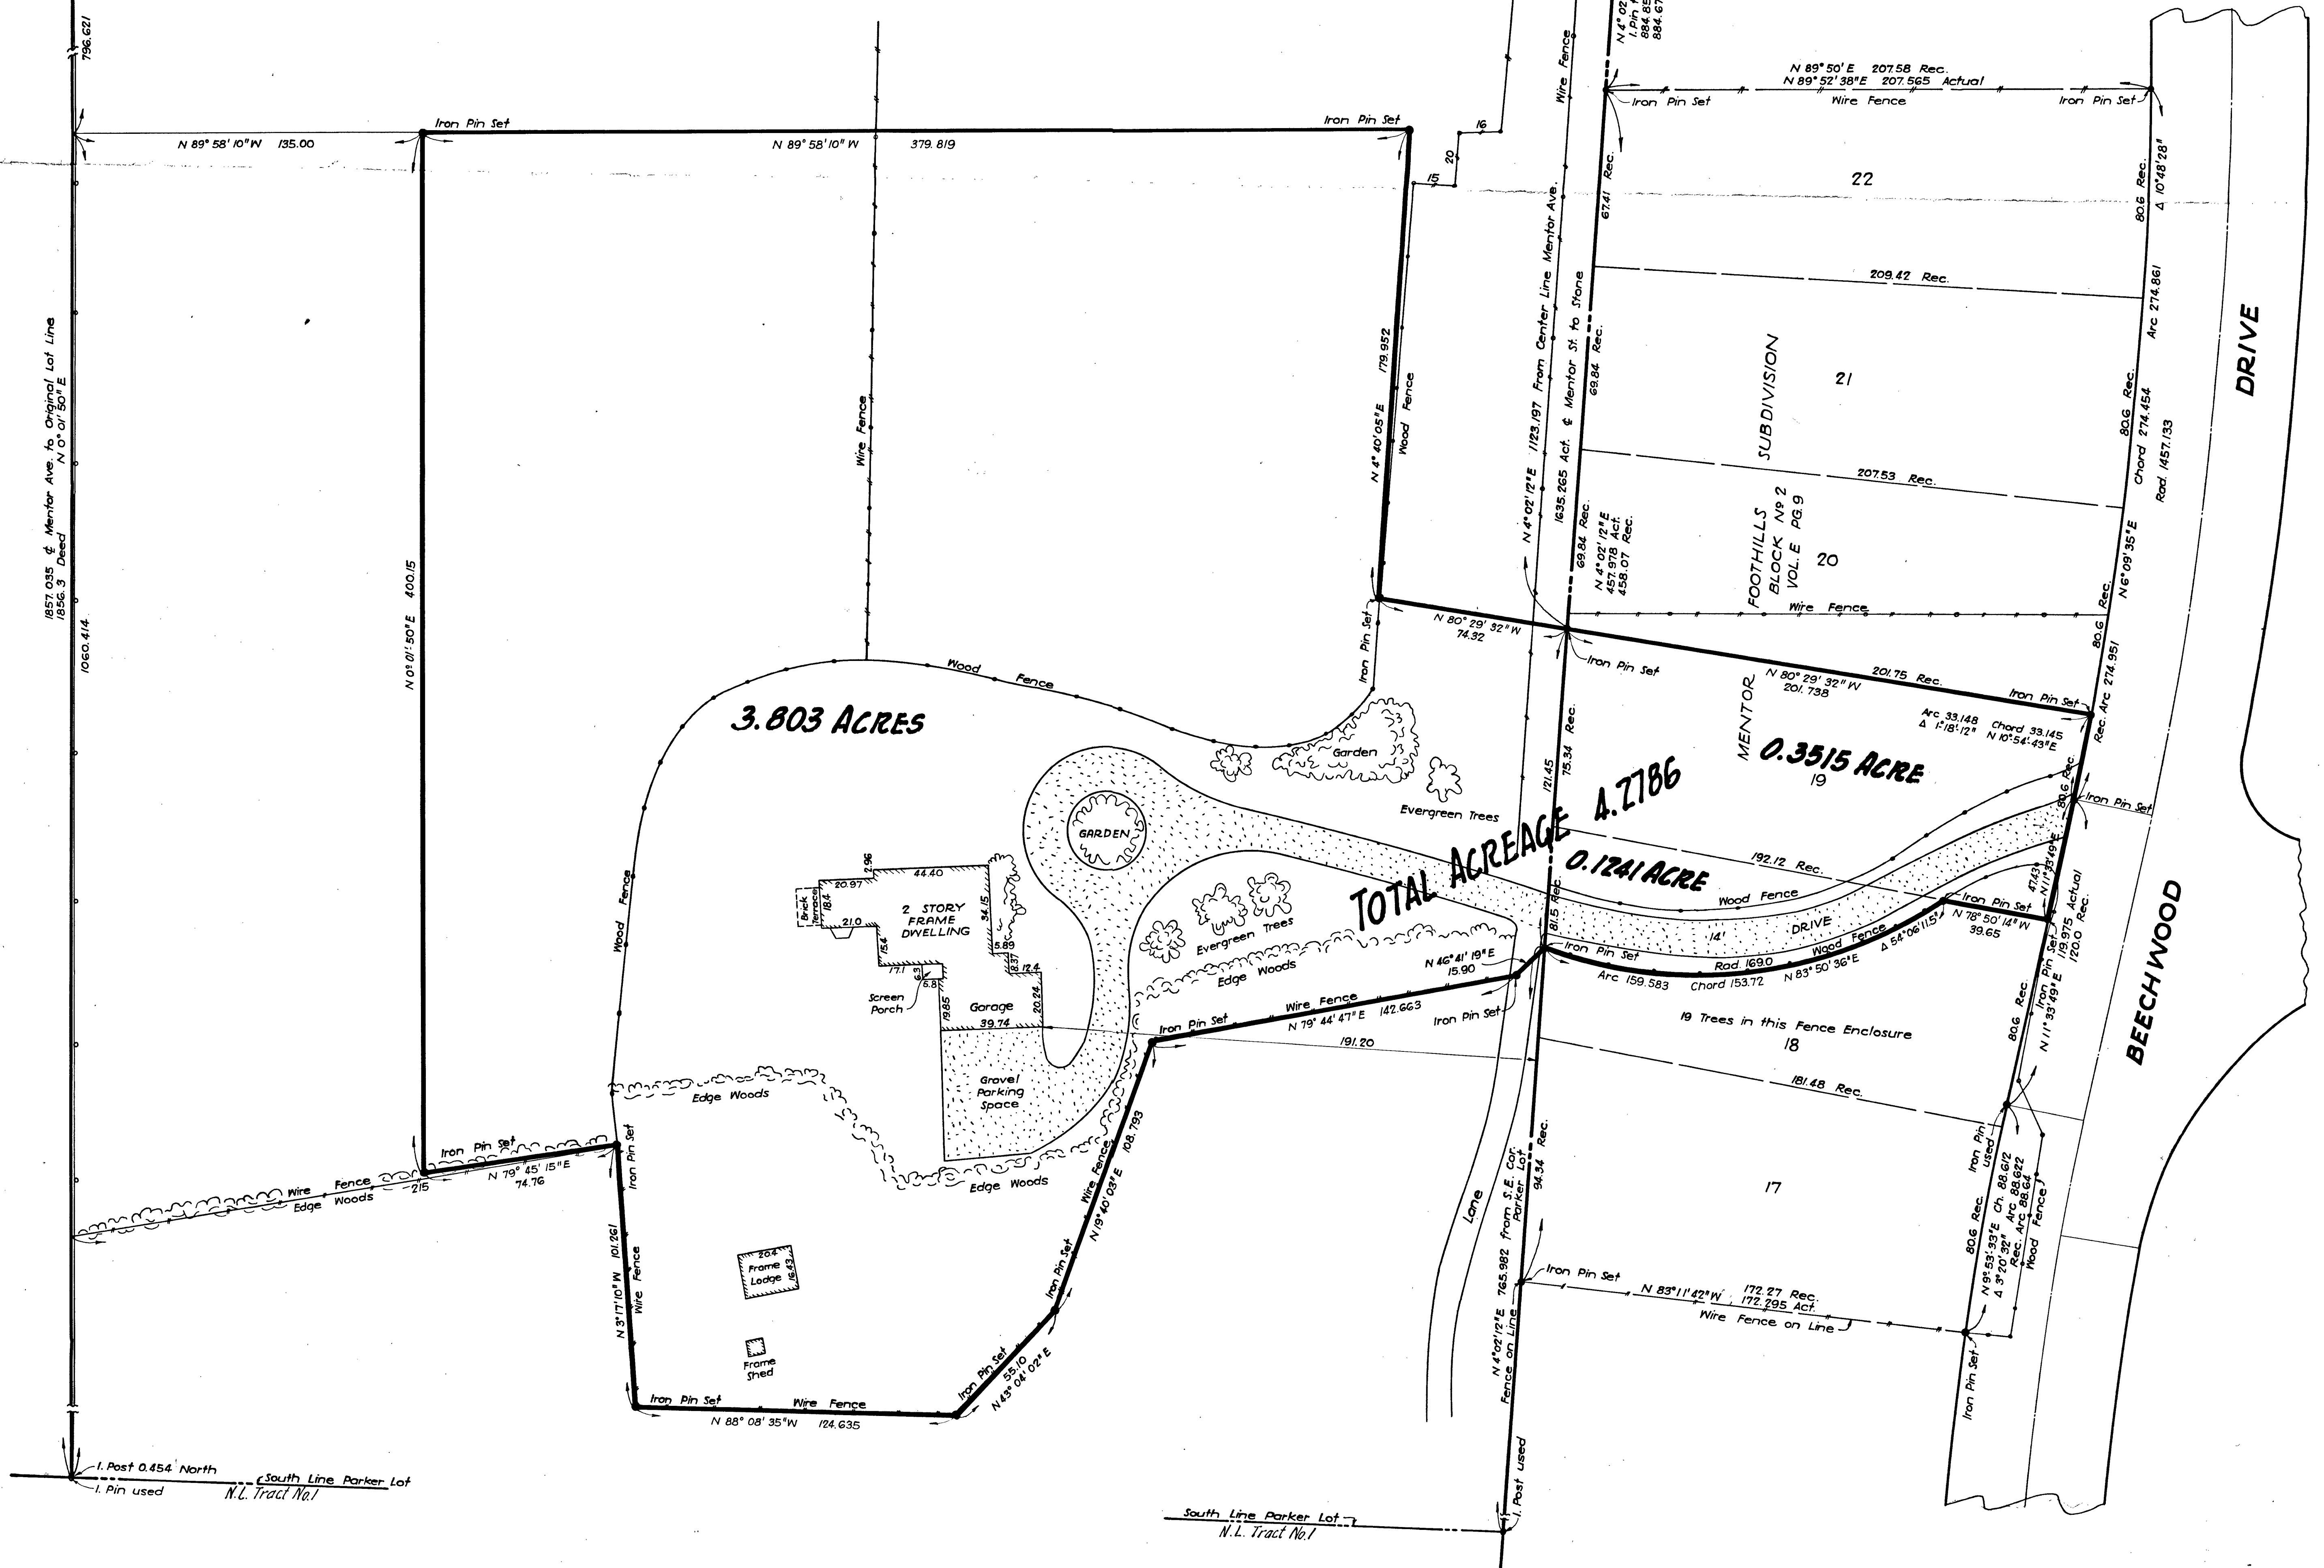 796.621
N 4° 02'
1. Pin
884.85
884.67
Wire Fence
N 89° 50' E 207.58 Rec.
N 89° 52' 38" E 207.565 Actual
Iron Pin Set
Wire Fence
Iron Pin Set
Iron Pin Set
Iron Pin Set
N 89° 58' 10" W 135.00
N 89° 58' 10" W 379.819
16
20
15
67.41 Rec.
22
80.6 Rec.
Δ 10° 48' 28"
209.42 Rec.
Arc 274.861
1857.035 ℄ Mentor Ave. to Original Lot Line
1856.3 Deed N 0° 01' 50" E
1060.414
N 0° 01' 50" E 400.15
Wire Fence
179.952
N 4° 40' 05" E
Wood Fence
N 4° 02' 12" E 1123.197 From Center Line Mentor Ave.
1635.265 Act. ℄ Mentor St. to Stone
69.84 Rec.
21
80.6 Rec.
Chord 274.454
Rad. 1457.133
DRIVE
207.53 Rec.
MENTOR
FOOTHILLS
SUBDIVISION
BLOCK Nº 2
VOL. E PG. 9
69.84 Rec.
N 4° 02' 12" E
457.978 Act.
458.07 Rec.
20
N 6° 09' 35" E
Wire Fence
80.6 Rec.
Rec. Arc 274.951
Iron Pin Set
N 80° 29' 32" W
74.32
Iron Pin Set
201.75 Rec.
N 80° 29' 32" W
201.738
Iron Pin Set
Arc 33.148 Chord 33.145
Δ 1°-18'-12" N 10°-54'-43" E
Wood Fence
3.803 ACRES
Garden
Evergreen Trees
121.45
75.34 Rec.
0.3515 ACRE
19
80.6 Rec.
Iron Pin Set
TOTAL ACREAGE 4.2786
GARDEN
192.12 Rec.
0.1241 ACRE
Wood Fence
47.43
N 11° 33' 49" E
Wood Fence
2.96
20.97
44.40
Brick
Terrace
18.4
21.0
2 STORY
FRAME
DWELLING
34.15
15.4
17.1
6.3
6.8
5.89
8.37
12.4
Screen
Porch
19.85
Garage
20.24
39.74
Evergreen Trees
Edge Woods
81.5 Rec.
Iron Pin Set
14' DRIVE
Wood Fence
Δ 54° 06' 11.5"
Iron Pin Set
N 78° 50' 14" W
39.65
119.975 Actual
120.0 Rec.
Iron Pin Set
N 11° 33' 49" E
N 46° 41' 19" E
15.90
Rad. 169.0
Arc 159.583 Chord 153.72 N 83° 50' 36" E
Wire Fence
Iron Pin Set
N 79° 44' 47" E 142.663
Iron Pin Set
191.20
19 Trees in this Fence Enclosure
18
80.6 Rec.
BEECHWOOD
181.48 Rec.
Gravel
Parking
Space
Edge Woods
Edge Woods
Wire Fence
N 19° 40' 03" E 108.793
Iron Pin Set
N 79° 45' 15" E
74.76
215
Wire Fence
Edge Woods
Iron Pin Set
N 3° 17' 10" W 101.261
Wire Fence
20.4
Frame
Lodge
16.43
Frame
Shed
Iron Pin Set
Wire Fence
N 88° 08' 35" W 124.635
Iron Pin Set
55.10
N 43° 04' 02" E
Iron Pin Set
Lane
94.34 Rec.
N 4° 02' 12" E 765.982 from S.E. Cor.
Parker Lot
Fence on Line
1. Post used
17
Iron Pin Set
N 83° 11' 42" W
172.27 Rec.
172.295 Act.
Wire Fence on Line
Iron Pin
used
80.6 Rec.
N 9°-53'-33" E Ch. 88.612
Δ 3° 20' 32" Arc 88.622
Rec. Arc 88.64
Wood Fence
Iron Pin Set
1. Post 0.454' North
1. Pin used
South Line Parker Lot
N.L. Tract No. 1
South Line Parker Lot
N.L. Tract No. 1